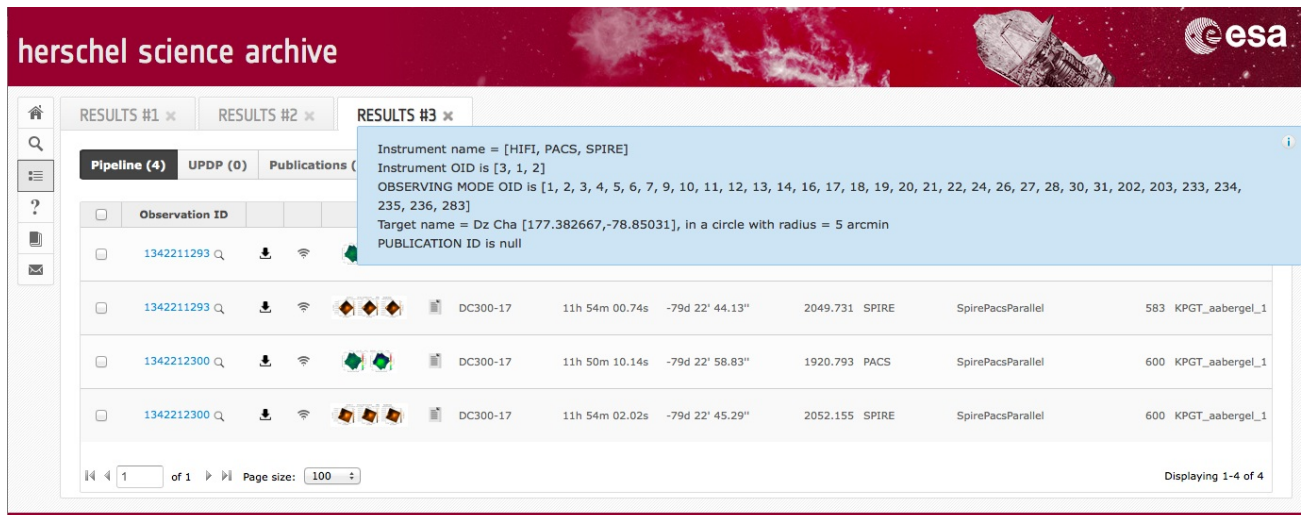 herschel science archive
esa
RESULTS #1 ×
RESULTS #2 ×
RESULTS #3 ×
Pipeline (4)
UPDP (0)
Publications (
Instrument name = [HIFI, PACS, SPIRE]
Instrument OID is [3, 1, 2]
OBSERVING MODE OID is [1, 2, 3, 4, 5, 6, 7, 9, 10, 11, 12, 13, 14, 16, 17, 18, 19, 20, 21, 22, 24, 26, 27, 28, 30, 31, 202, 203, 233, 234,
235, 236, 283]
Target name = Dz Cha [177.382667,-78.85031], in a circle with radius = 5 arcmin
PUBLICATION ID is null
Observation ID
1342211293
1342211293 DC300-17 11h 54m 00.74s -79d 22' 44.13" 2049.731 SPIRE SpirePacsParallel 583 KPGT_aabergel_1
1342212300 DC300-17 11h 50m 10.14s -79d 22' 58.83" 1920.793 PACS SpirePacsParallel 600 KPGT_aabergel_1
1342212300 DC300-17 11h 54m 02.02s -79d 22' 45.29" 2052.155 SPIRE SpirePacsParallel 600 KPGT_aabergel_1
1 of 1 Page size: 100 Displaying 1-4 of 4